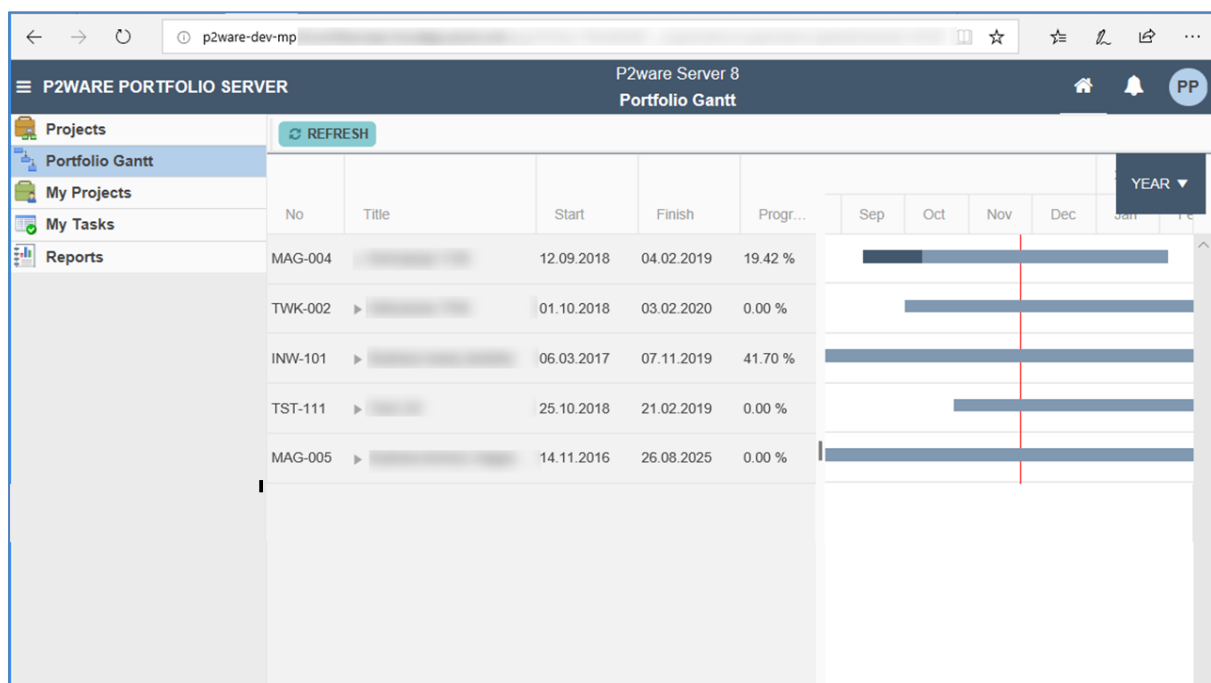 p2ware-dev-mp
P2WARE PORTFOLIO SERVER
P2ware Server 8
Portfolio Gantt
PP
Projects
Portfolio Gantt
My Projects
My Tasks
Reports
REFRESH
YEAR
No Title Start Finish Progr... Sep Oct Nov Dec Jan
MAG-004 12.09.2018 04.02.2019 19.42 %
TWK-002 01.10.2018 03.02.2020 0.00 %
INW-101 06.03.2017 07.11.2019 41.70 %
TST-111 25.10.2018 21.02.2019 0.00 %
MAG-005 14.11.2016 26.08.2025 0.00 %